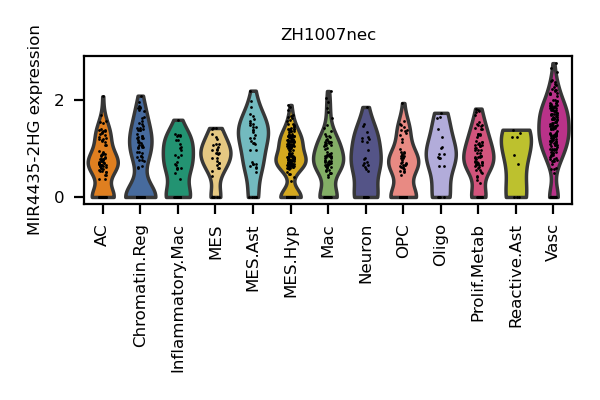 ZH1007nec
MIR4435-2HG expression
2
0
AC
Chromatin.Reg
Inflammatory.Mac
MES
MES.Ast
MES.Hyp
Mac
Neuron
OPC
Oligo
Prolif.Metab
Reactive.Ast
Vasc